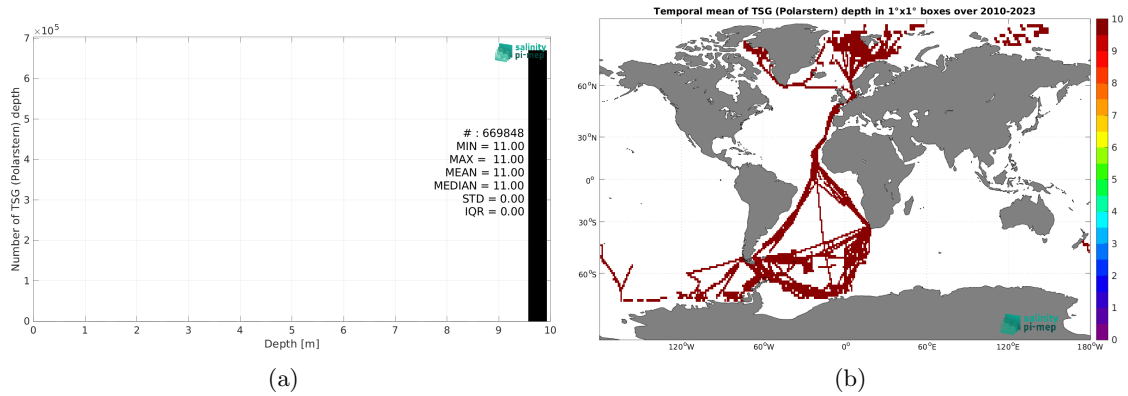 ×10⁵
7
6
5
4
3
2
1
0
Number of TSG (Polarstern) depth
salinity
pi-mep
# : 669848
MIN = 11.00
MAX = 11.00
MEAN = 11.00
MEDIAN = 11.00
STD = 0.00
IQR = 0.00
0 1 2 3 4 5 6 7 8 9 10
Depth [m]
(a)
Temporal mean of TSG (Polarstern) depth in 1°x1° boxes over 2010-2023
60°N
30°N
0°
30°S
60°S
120°W 60°W 0° 60°E 120°E 180°W
salinity
pi-mep
10
9
8
7
6
5
4
3
2
1
0
(b)